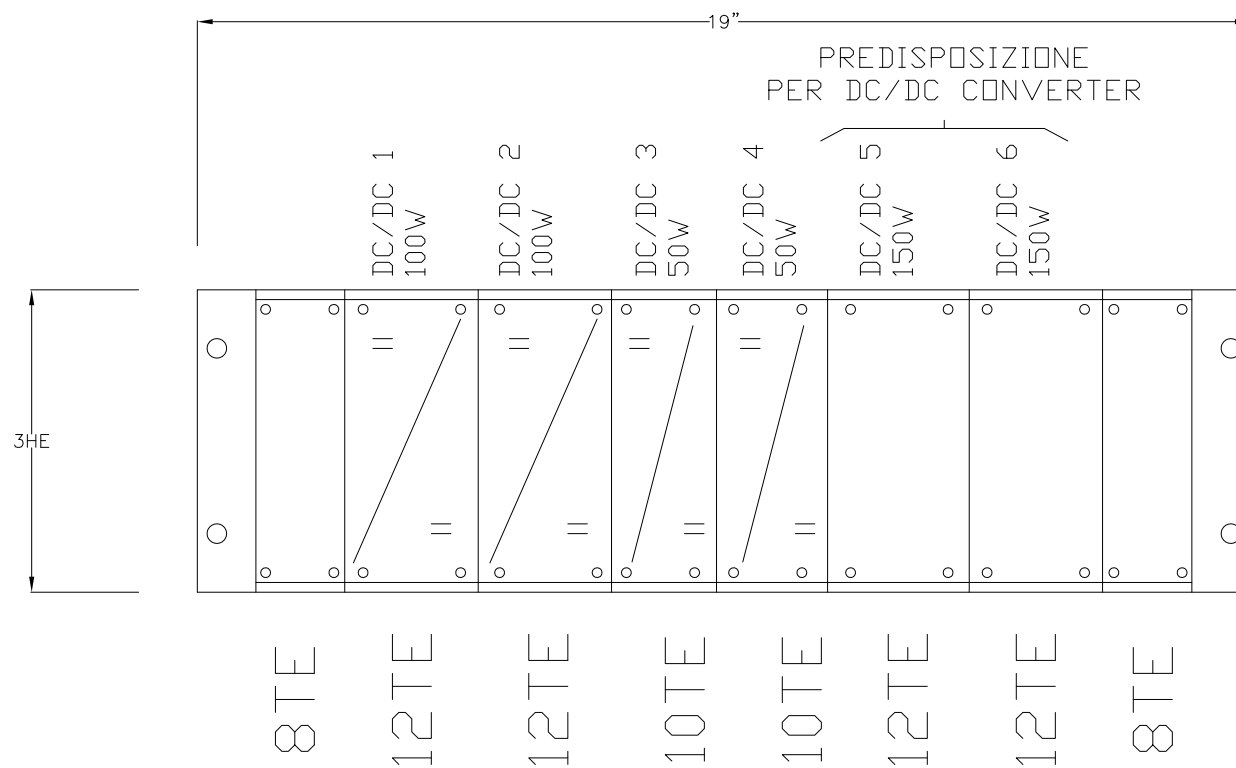 19"
PREDISPOSIZIONE
PER DC/DC CONVERTER
DC/DC 1
100W
DC/DC 2
100W
DC/DC 3
50W
DC/DC 4
50W
DC/DC 5
150W
DC/DC 6
150W
3HE
8TE
12TE
12TE
10TE
10TE
12TE
12TE
8TE